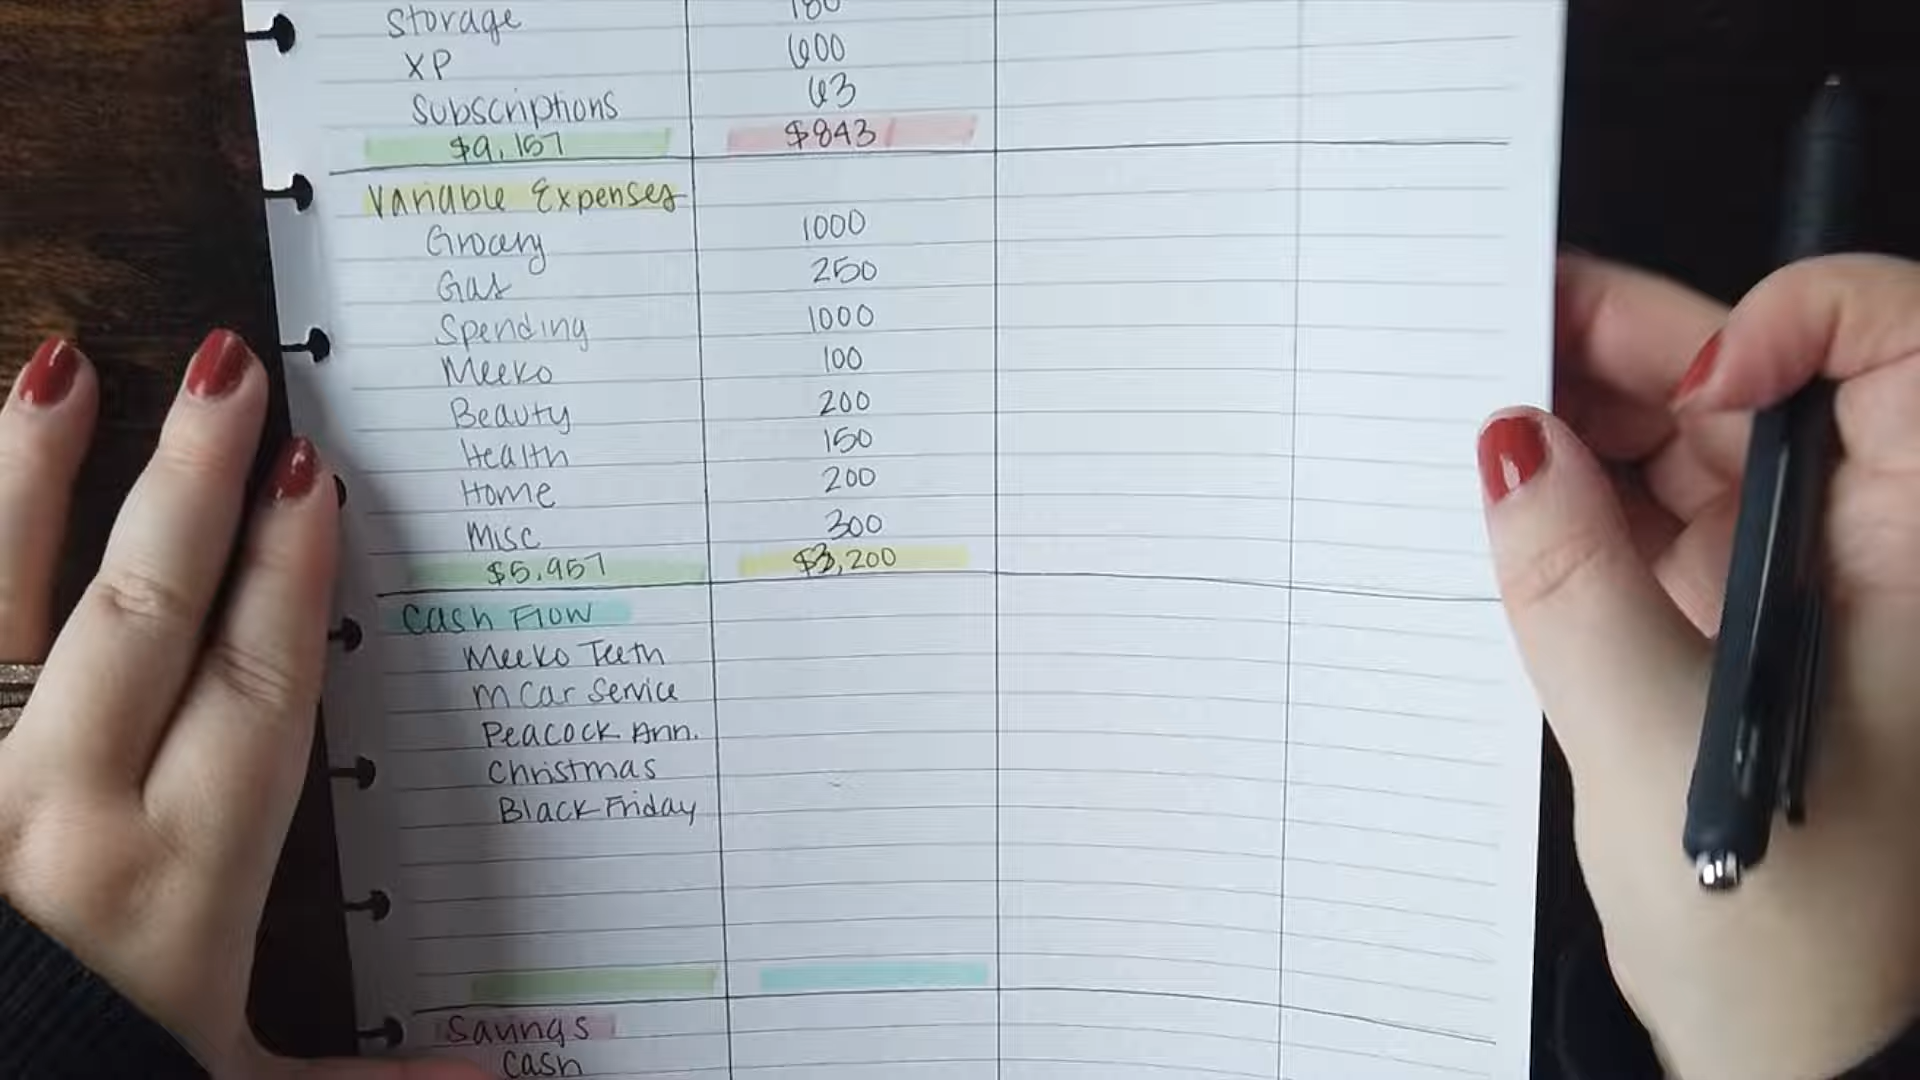 Storage 180
XP 600
Subscriptions 63
$9,157 $843
Variable Expenses
Grocery 1000
Gas 250
Spending 1000
Meeko 100
Beauty 200
Health 150
Home 200
Misc 300
$5,957 $3,200
Cash Flow
Meeko Teeth
M Car Service
Peacock Ann.
Christmas
Black Friday
Savings
Cash